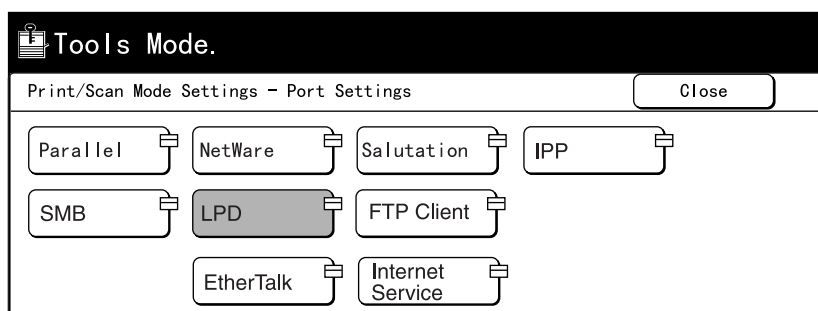 Tools Mode.
Print/Scan Mode Settings - Port Settings
Close
Parallel
NetWare
Salutation
IPP
SMB
LPD
FTP Client
EtherTalk
Internet
Service